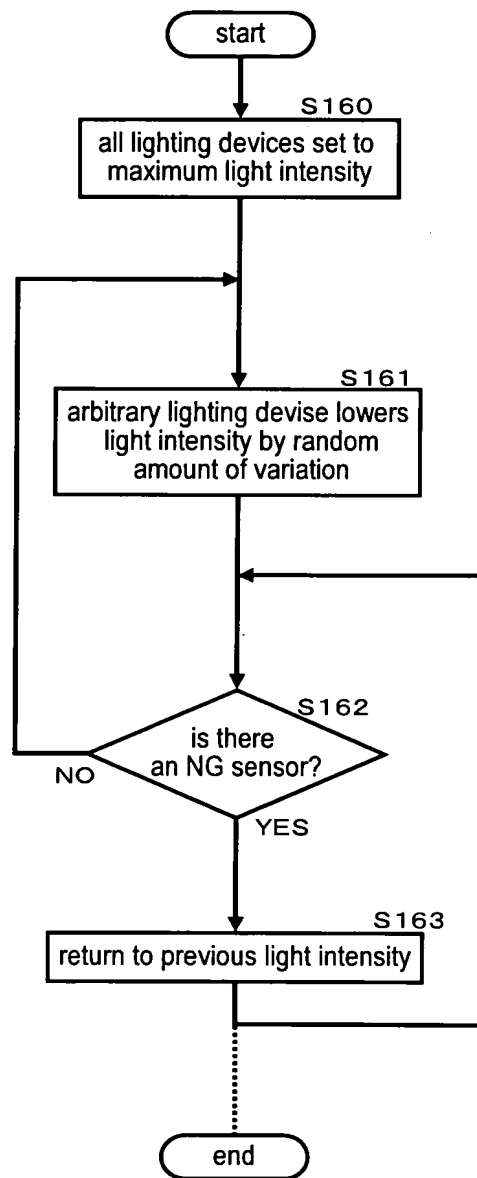 start
S160
all lighting devices set to
maximum light intensity
S161
arbitrary lighting devise lowers
light intensity by random
amount of variation
S162
is there
an NG sensor?
NO
YES
S163
return to previous light intensity
end